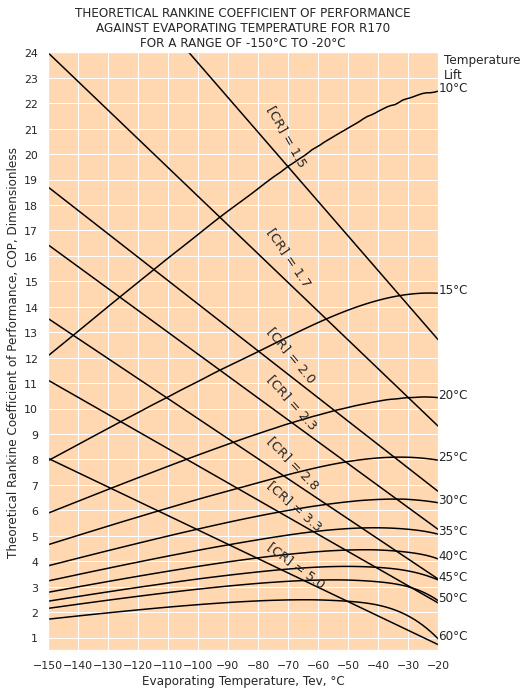 THEORETICAL RANKINE COEFFICIENT OF PERFORMANCE
AGAINST EVAPORATING TEMPERATURE FOR R170
FOR A RANGE OF -150°C TO -20°C
Temperature
Lift
Theoretical Rankine Coefficient of Performance, COP, Dimensionless
24
23
22
21
20
19
18
17
16
15
14
13
12
11
10
9
8
7
6
5
4
3
2
1
[CR] = 1.5
[CR] = 1.7
[CR] = 2.0
[CR] = 2.3
[CR] = 2.8
[CR] = 3.3
[CR] = 5.0
10°C
15°C
20°C
25°C
30°C
35°C
40°C
45°C
50°C
60°C
−150 −140 −130 −120 −110 −100 −90 −80 −70 −60 −50 −40 −30 −20
Evaporating Temperature, Tev, °C